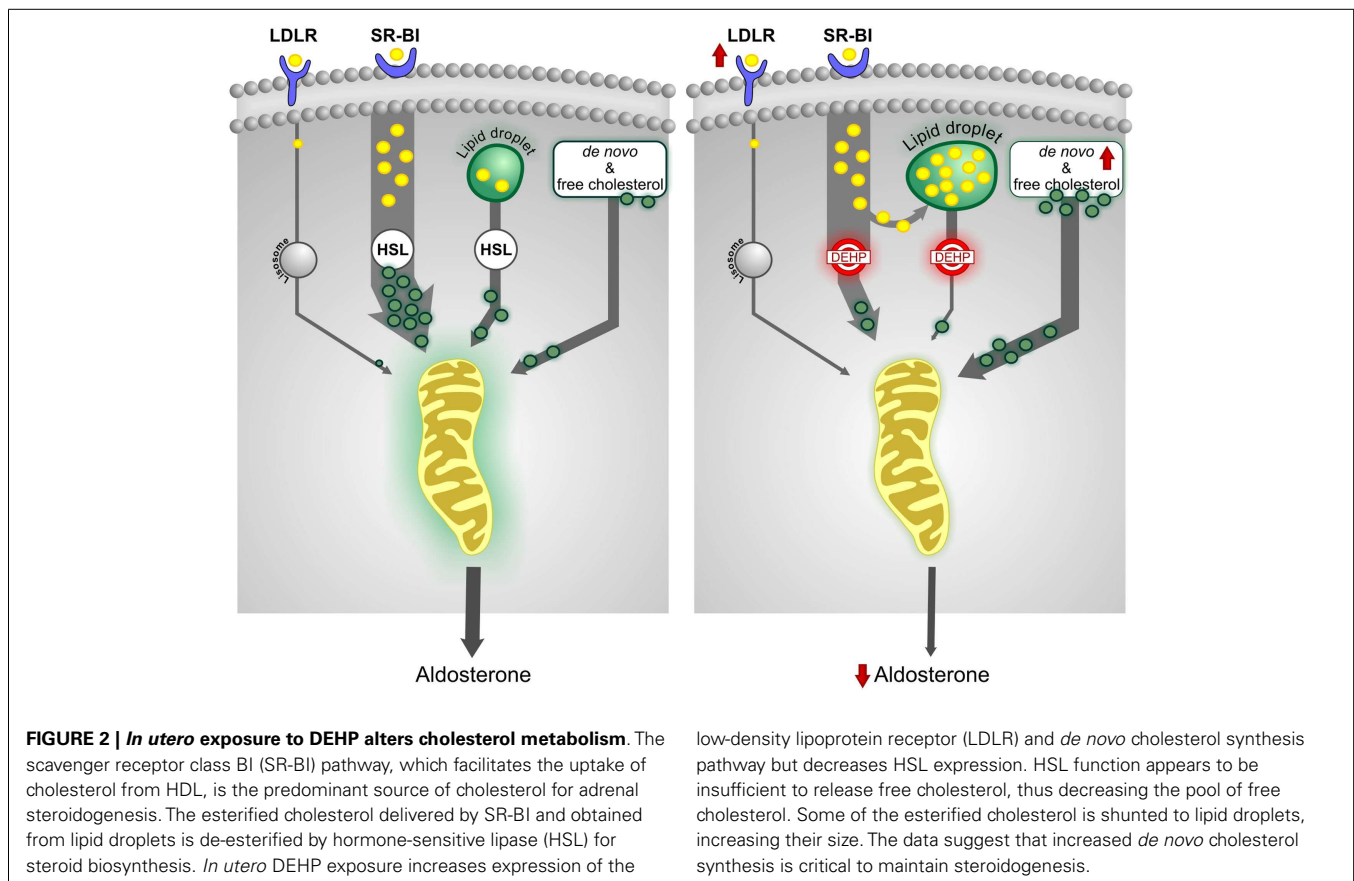 LDLR
SR-BI
Lipid droplet
de novo
&
free cholesterol
Lisosome
HSL
HSL
Aldosterone
LDLR
SR-BI
Lipid droplet
de novo
&
free cholesterol
Lisosome
DEHP
DEHP
Aldosterone
FIGURE 2 | In utero exposure to DEHP alters cholesterol metabolism. The
scavenger receptor class BI (SR-BI) pathway, which facilitates the uptake of
cholesterol from HDL, is the predominant source of cholesterol for adrenal
steroidogenesis. The esterified cholesterol delivered by SR-BI and obtained
from lipid droplets is de-esterified by hormone-sensitive lipase (HSL) for
steroid biosynthesis. In utero DEHP exposure increases expression of the
low-density lipoprotein receptor (LDLR) and de novo cholesterol synthesis
pathway but decreases HSL expression. HSL function appears to be
insufficient to release free cholesterol, thus decreasing the pool of free
cholesterol. Some of the esterified cholesterol is shunted to lipid droplets,
increasing their size. The data suggest that increased de novo cholesterol
synthesis is critical to maintain steroidogenesis.